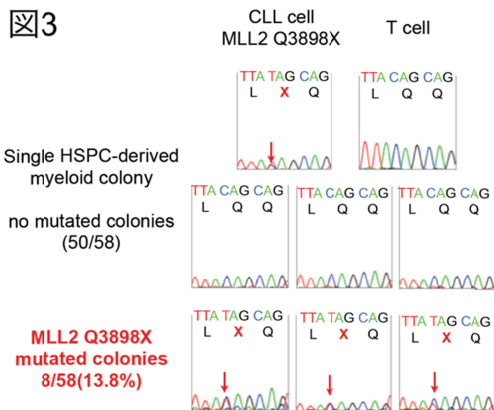 図3
CLL cell
MLL2 Q3898X
T cell
TTA TAG CAG
L X Q
TTA CAG CAG
L Q Q
Single HSPC-derived
myeloid colony
no mutated colonies
(50/58)
TTA CAG CAG
L Q Q
TTA CAG CAG
L Q Q
TTA CAG CAG
L Q Q
MLL2 Q3898X
mutated colonies
8/58(13.8%)
TTA TAG CAG
L X Q
TTA TAG CAG
L X Q
TTA TAG CAG
L X Q